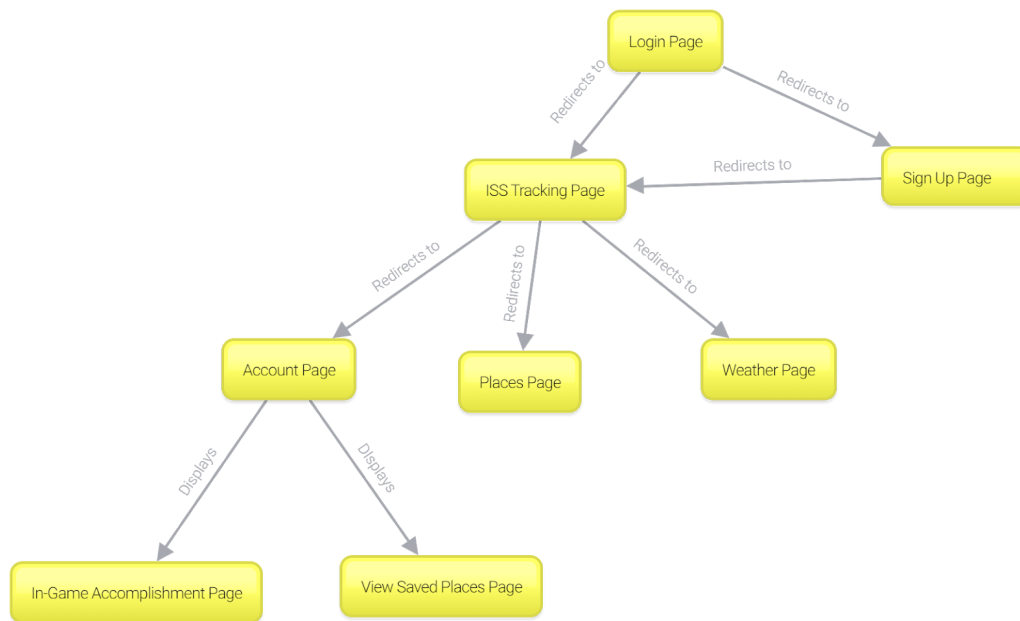 Login Page
Redirects to
Redirects to
Redirects to
Sign Up Page
ISS Tracking Page
Redirects to
Redirects to
Redirects to
Account Page
Places Page
Weather Page
Displays
DIsplays
In-Game Accomplishment Page
View Saved Places Page